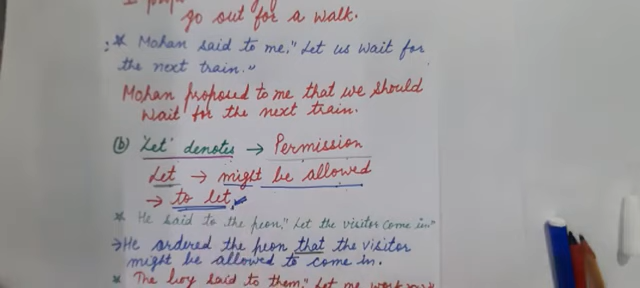 go out for a walk.
* Mohan said to me, "Let us wait for
the next train."
Mohan proposed to me that we should
wait for the next train.
(b) 'Let' denotes → Permission
Let → might be allowed
→ to let.
* He said to the peon, "Let the visitor come in."
→ He ordered the peon that the visitor
might be allowed to come in.
* The boy said to them, "Let me work